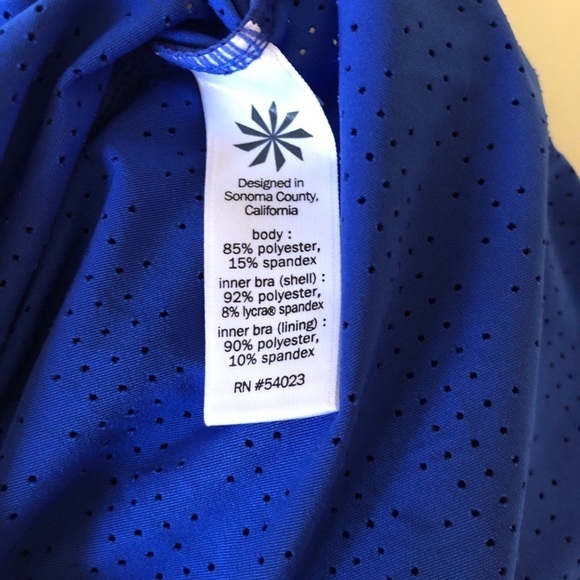 Designed in
Sonoma County,
California
body :
85% polyester,
15% spandex
inner bra (shell) :
92% polyester,
8% lycra® spandex
inner bra (lining) :
90% polyester,
10% spandex
RN #54023